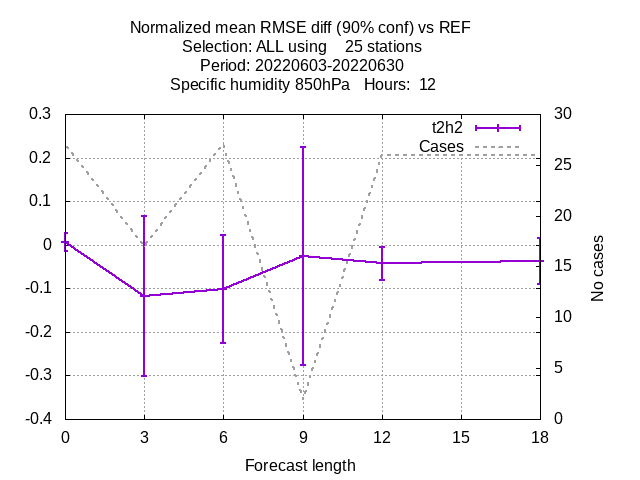 Normalized mean RMSE diff (90% conf) vs REF
Selection: ALL using    25 stations
Period: 20220603-20220630
Specific humidity 850hPa   Hours:  12
t2h2
Cases
0.3
0.2
0.1
0
-0.1
-0.2
-0.3
-0.4
30
25
20
15
10
5
0
No cases
0 3 6 9 12 15 18
Forecast length